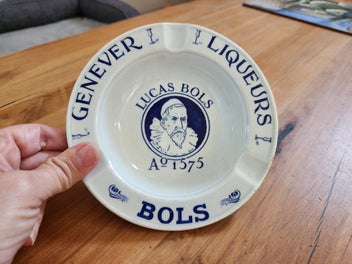 GENEVER
LIQUEURS
LUCAS BOLS
Aº 1575
BOLS